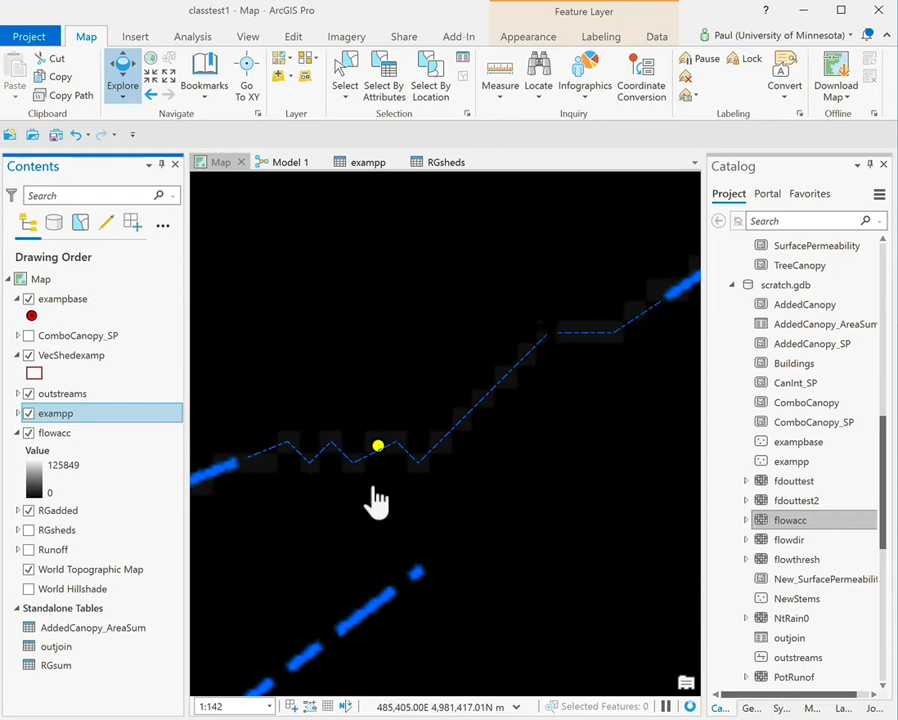 classtest1 - Map - ArcGIS Pro
Feature Layer
?
Project Map Insert Analysis View Edit Imagery Share Add-In Appearance Labeling Data
Paul (University of Minnesota)
Paste
Cut
Copy
Copy Path
Clipboard
Explore
Bookmarks
Go To XY
Navigate
Layer
Select
Select By Attributes
Select By Location
Selection
Measure
Locate
Infographics
Coordinate Conversion
Inquiry
Pause
Lock
Convert
Labeling
Download Map
Offline
Contents
Search
Drawing Order
Map
exampbase
ComboCanopy_SP
VecShedexamp
outstreams
exampp
flowacc
Value
125849
0
RGadded
RGsheds
Runoff
World Topographic Map
World Hillshade
Standalone Tables
AddedCanopy_AreaSum
outjoin
RGsum
Map Model 1 exampp RGsheds
1:142
485,405.00E 4,981,417.01N m
Selected Features: 0
Catalog
Project Portal Favorites
Search
SurfacePermeability
TreeCanopy
scratch.gdb
AddedCanopy
AddedCanopy_AreaSum
AddedCanopy_SP
Buildings
CanInt_SP
ComboCanopy
ComboCanopy_SP
exampbase
exampp
fdouttest
fdouttest2
flowacc
flowdir
flowthresh
New_SurfacePermeabilit
NewStems
NtRain0
outjoin
outstreams
PotRunof
Ca... Ge... Sy... M... La... Jo...